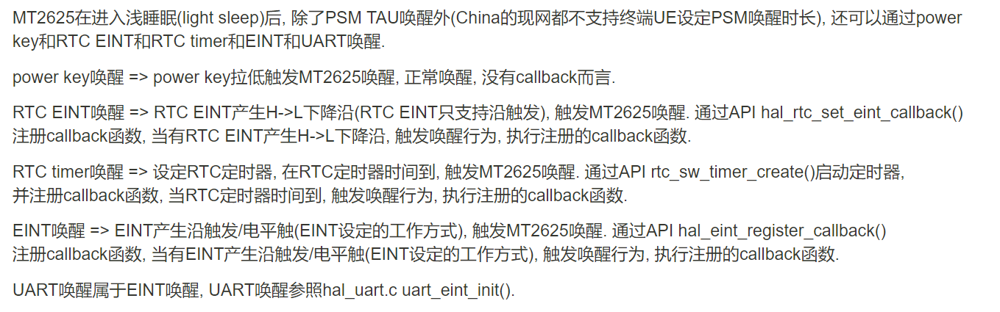 MT2625在进入浅睡眠(light sleep)后, 除了PSM TAU唤醒外(China的现网都不支持终端UE设定PSM唤醒时长), 还可以通过power
key和RTC EINT和RTC timer和EINT和UART唤醒.
power key唤醒 => power key拉低触发MT2625唤醒, 正常唤醒, 没有callback而言.
RTC EINT唤醒 => RTC EINT产生H->L下降沿(RTC EINT只支持沿触发), 触发MT2625唤醒. 通过API hal_rtc_set_eint_callback()
注册callback函数, 当有RTC EINT产生H->L下降沿, 触发唤醒行为, 执行注册的callback函数.
RTC timer唤醒 => 设定RTC定时器, 在RTC定时器时间到, 触发MT2625唤醒. 通过API rtc_sw_timer_create()启动定时器,
并注册callback函数, 当RTC定时器时间到, 触发唤醒行为, 执行注册的callback函数.
EINT唤醒 => EINT产生沿触发/电平触(EINT设定的工作方式), 触发MT2625唤醒. 通过API hal_eint_register_callback()
注册callback函数, 当有EINT产生沿触发/电平触(EINT设定的工作方式), 触发唤醒行为, 执行注册的callback函数.
UART唤醒属于EINT唤醒, UART唤醒参照hal_uart.c uart_eint_init().